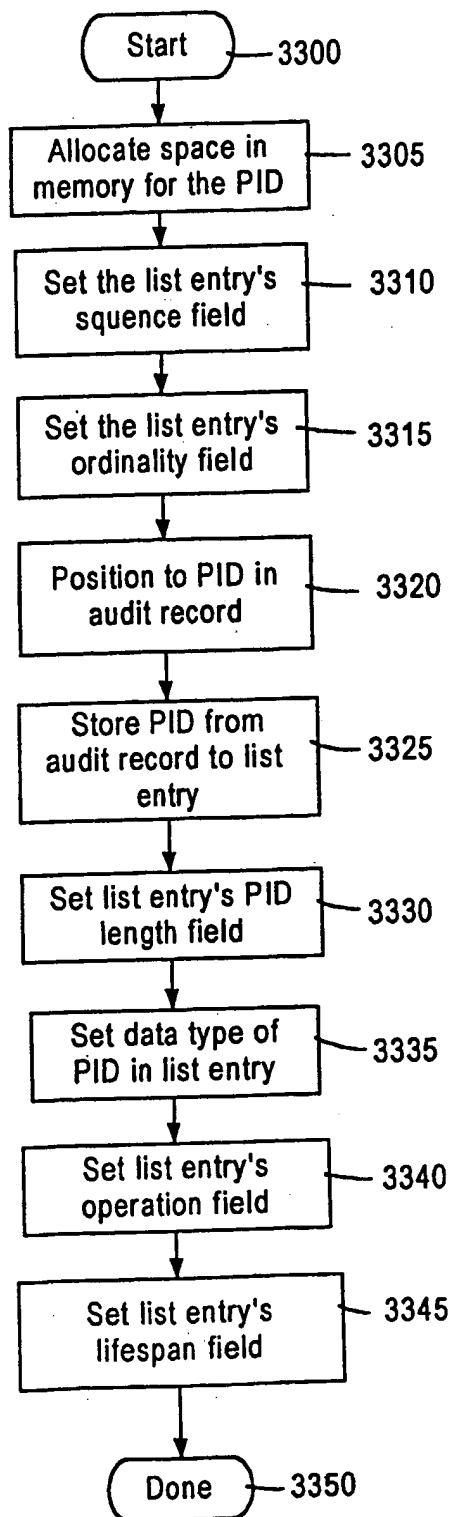 Start
3300
Allocate space in
memory for the PID
3305
Set the list entry's
squence field
3310
Set the list entry's
ordinality field
3315
Position to PID in
audit record
3320
Store PID from
audit record to list
entry
3325
Set list entry's PID
length field
3330
Set data type of
PID in list entry
3335
Set list entry's
operation field
3340
Set list entry's
lifespan field
3345
Done
3350